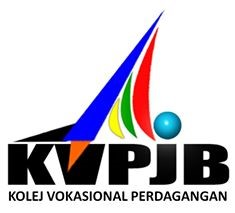 KVPJB
KOLEJ VOKASIONAL PERDAGANGAN